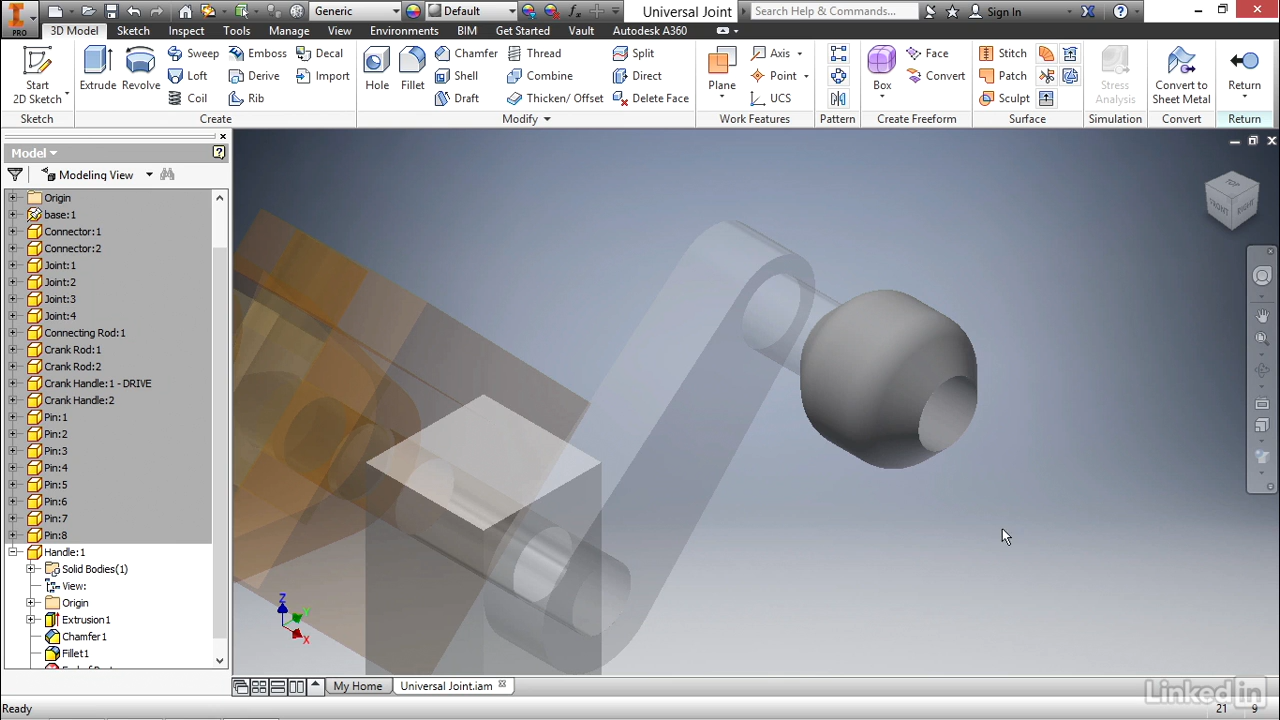 PRO
Generic
Default
Universal Joint
Search Help & Commands...
Sign In
3D Model
Sketch
Inspect
Tools
Manage
View
Environments
BIM
Get Started
Vault
Autodesk A360
Start
2D Sketch
Extrude
Revolve
Sweep
Loft
Coil
Emboss
Derive
Rib
Decal
Import
Hole
Fillet
Chamfer
Shell
Draft
Thread
Combine
Thicken/ Offset
Split
Direct
Delete Face
Plane
Axis
Point
UCS
Box
Face
Convert
Stitch
Patch
Sculpt
Stress
Analysis
Convert to
Sheet Metal
Return
Sketch
Create
Modify
Work Features
Pattern
Create Freeform
Surface
Simulation
Convert
Return
Model
Modeling View
Origin
base:1
Connector:1
Connector:2
Joint:1
Joint:2
Joint:3
Joint:4
Connecting Rod:1
Crank Rod:1
Crank Rod:2
Crank Handle:1 - DRIVE
Crank Handle:2
Pin:1
Pin:2
Pin:3
Pin:4
Pin:5
Pin:6
Pin:7
Pin:8
Handle:1
Solid Bodies(1)
View:
Origin
Extrusion1
Chamfer1
Fillet1
TOP
FRONT
RIGHT
Z
Y
X
My Home
Universal Joint.iam
Linked in
Ready
21
9